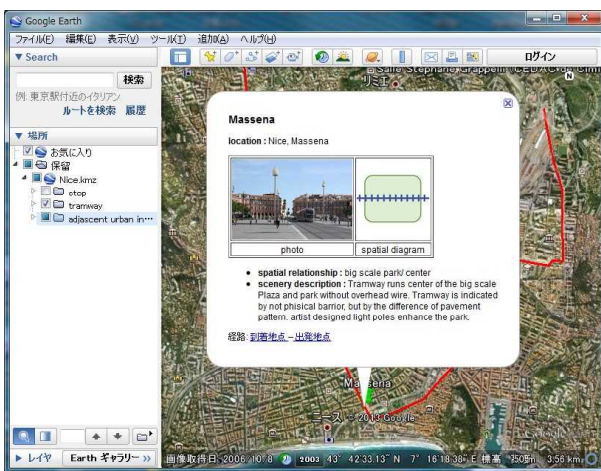 Google Earth
ファイル(F) 編集(E) 表示(V) ツール(T) 追加(A) ヘルプ(H)
▼ Search
検索
例: 東京駅付近のイタリアン
ルートを検索 履歴
▼ 場所
お気に入り
保留
Nice.kmz
stop
tramway
adjascent urban in…
レイヤ Earth ギャラリー >>
ログイン
N
Massena
location : Nice, Massena
photo spatial diagram
spatial relationship : big scale park/ center
scenery description : Tramway runs center of the big scale
Plaza and park without overhead wire. Tramway is indicated
by not phisical barrior, but by the difference of pavement
pattern. artist designed light poles enhance the park.
経路: 到着地点 – 出発地点
Massena
ニース
© 2013 Google
画像取得日: 2006/10/8 2003 43° 42'33.13" N 7° 16'18.38" E 標高 3.56 km